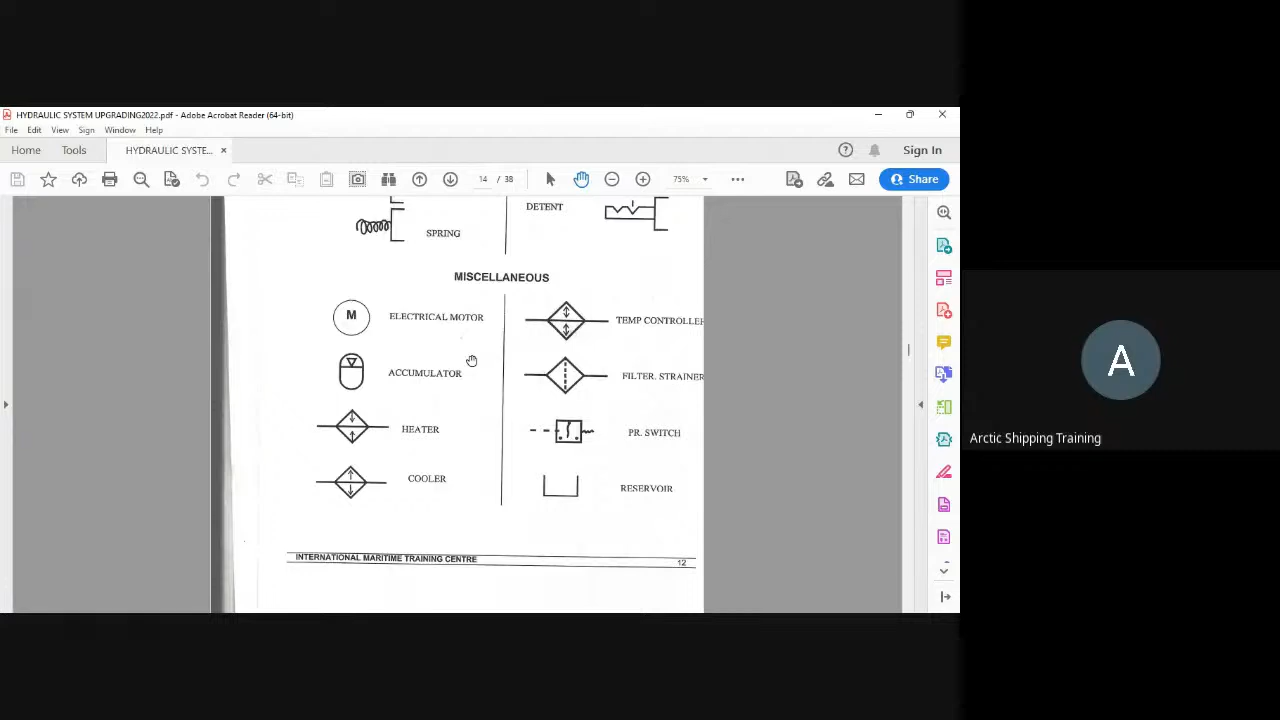 HYDRAULIC SYSTEM UPGRADING2022.pdf - Adobe Acrobat Reader (64-bit)
File Edit View Sign Window Help
Home Tools HYDRAULIC SYSTE... × Sign In
14 / 38 75% Share
DETENT
SPRING
MISCELLANEOUS
M ELECTRICAL MOTOR TEMP CONTROLLER
ACCUMULATOR FILTER. STRAINER
HEATER PR. SWITCH
COOLER RESERVOIR
INTERNATIONAL MARITIME TRAINING CENTRE 12
A
Arctic Shipping Training